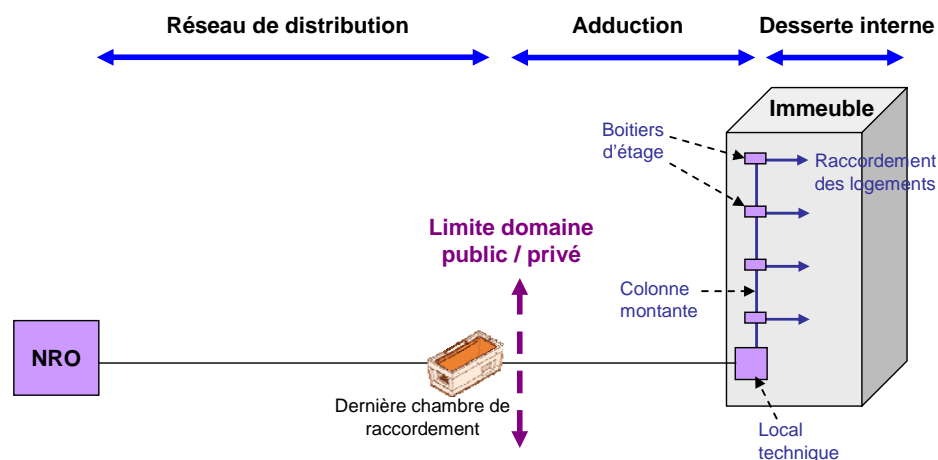 Réseau de distribution
Adduction
Desserte interne
Immeuble
Boitiers
d'étage
Raccordement
des logements
Limite domaine
public / privé
Colonne
montante
NRO
Dernière chambre de
raccordement
Local
technique